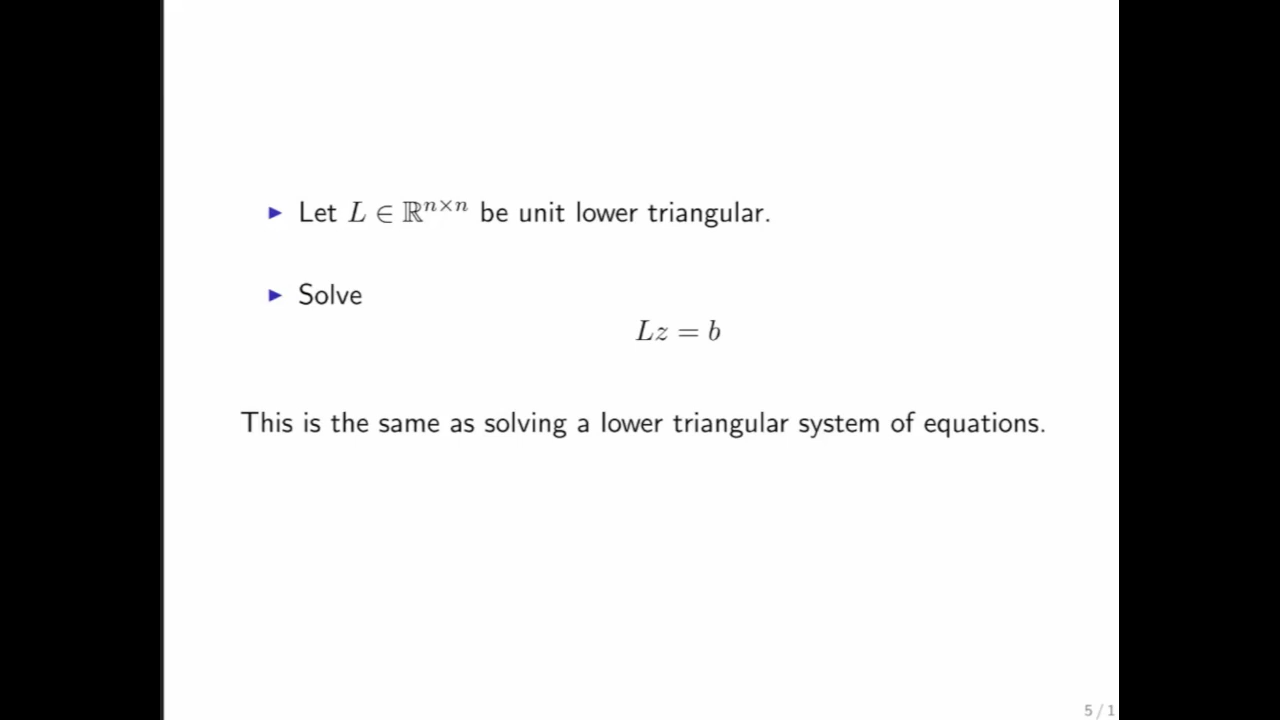 ▶ Let L ∈ ℝⁿˣⁿ be unit lower triangular.
▶ Solve
Lz = b
This is the same as solving a lower triangular system of equations.
5 / 1